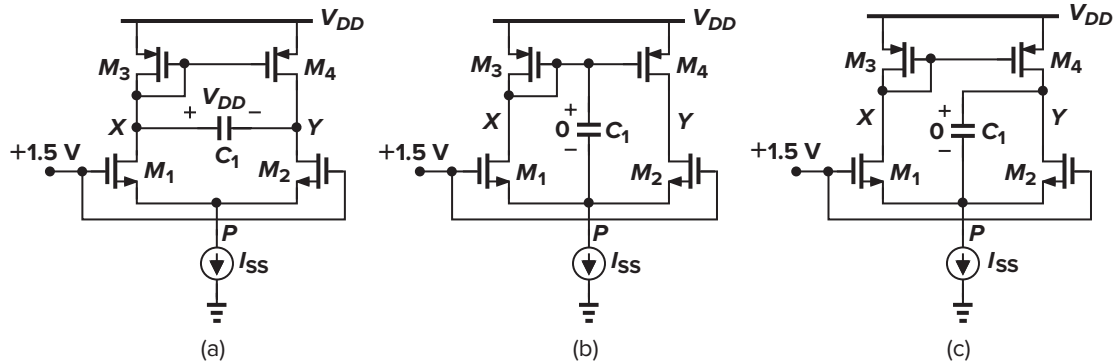 V_DD
M_3
M_4
+ V_DD −
X
Y
C_1
+1.5 V
M_1
M_2
P
I_SS
(a)
V_DD
M_3
M_4
X
+
0
−
C_1
Y
+1.5 V
M_1
M_2
P
I_SS
(b)
V_DD
M_3
M_4
X
+
0
−
C_1
Y
+1.5 V
M_1
M_2
P
I_SS
(c)